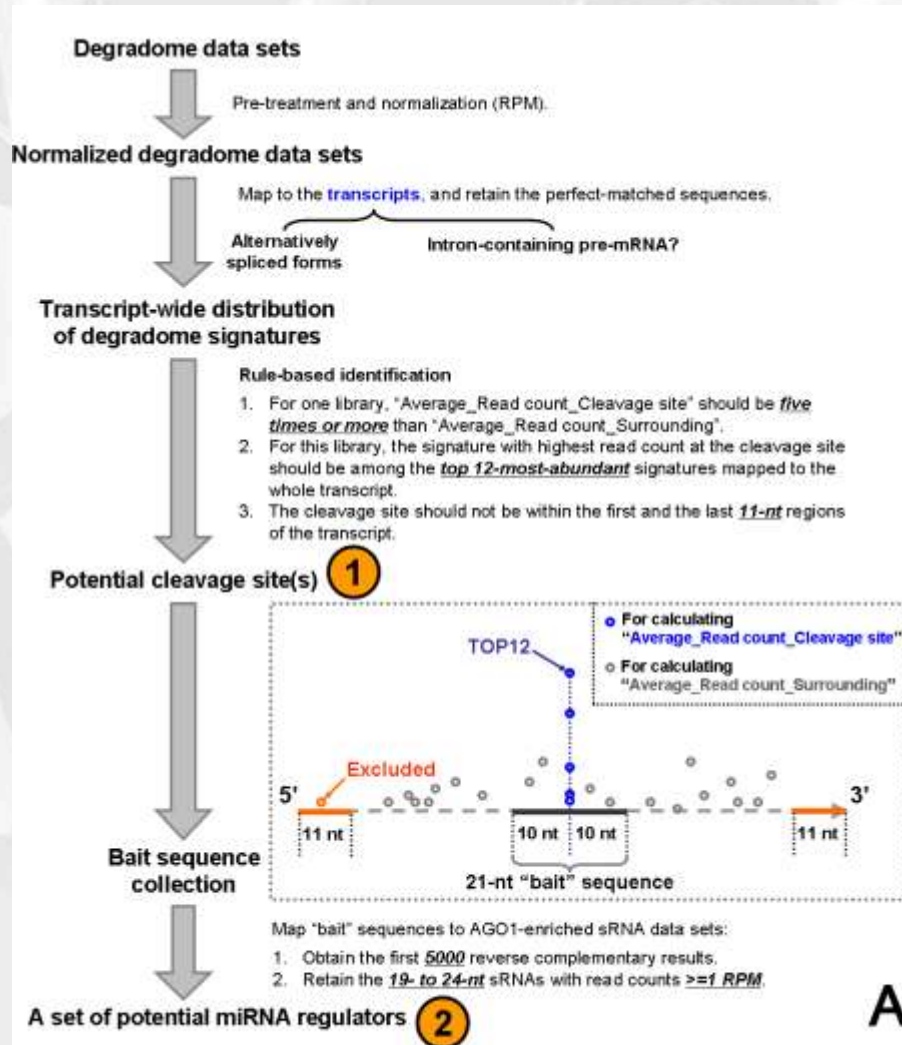 Degradome data sets
Pre-treatment and normalization (RPM).
Normalized degradome data sets
Map to the transcripts, and retain the perfect-matched sequences.
Alternatively
spliced forms
Intron-containing pre-mRNA?
Transcript-wide distribution
of degradome signatures
Rule-based identification
1. For one library, “Average_Read count_Cleavage site” should be five
times or more than “Average_Read count_Surrounding”.
2. For this library, the signature with highest read count at the cleavage site
should be among the top 12-most-abundant signatures mapped to the
whole transcript.
3. The cleavage site should not be within the first and the last 11-nt regions
of the transcript.
Potential cleavage site(s) 1
For calculating
“Average_Read count_Cleavage site”
For calculating
“Average_Read count_Surrounding”
TOP12
Excluded
5’
3’
11 nt
10 nt
10 nt
11 nt
21-nt “bait” sequence
Bait sequence
collection
Map “bait” sequences to AGO1-enriched sRNA data sets:
1. Obtain the first 5000 reverse complementary results.
2. Retain the 19- to 24-nt sRNAs with read counts >=1 RPM.
A set of potential miRNA regulators 2
A